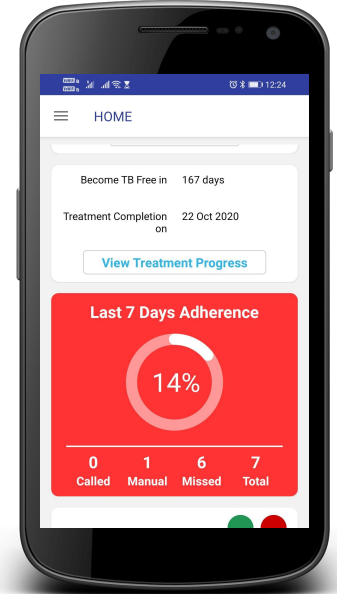 12:24
HOME
Become TB Free in 167 days
Treatment Completion 22 Oct 2020
on
View Treatment Progress
Last 7 Days Adherence
14%
0 1 6 7
Called Manual Missed Total